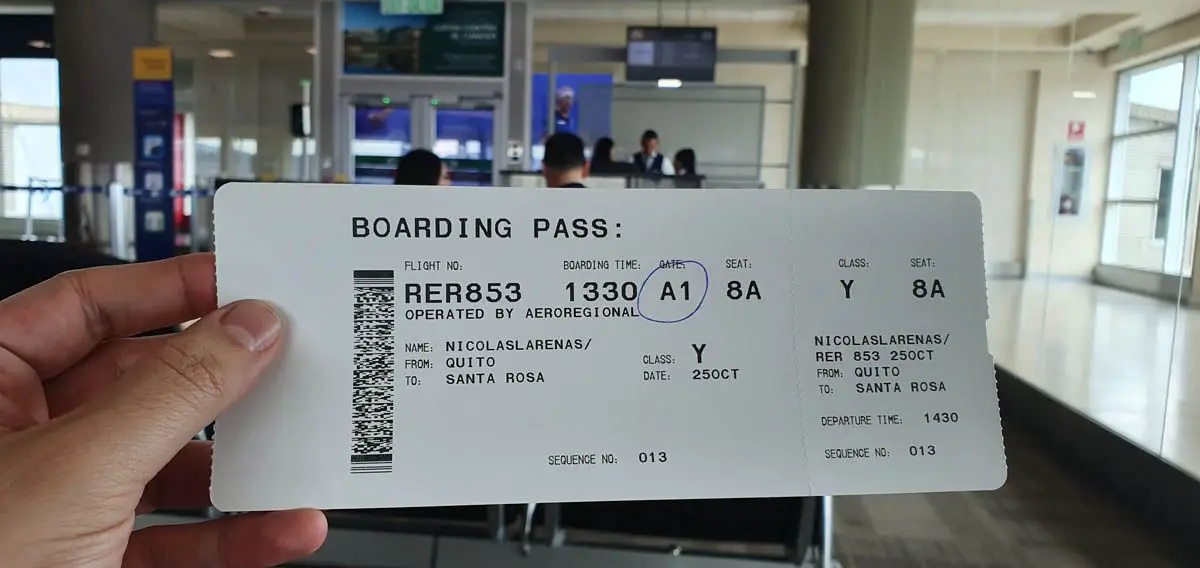 BOARDING PASS:
FLIGHT NO: BOARDING TIME: GATE: SEAT:
RER853 1330 A1 8A
OPERATED BY AEROREGIONAL
NAME: NICOLASLARENAS/
FROM: QUITO
TO: SANTA ROSA
CLASS: Y
DATE: 25OCT
SEQUENCE NO: 013
CLASS: SEAT:
Y 8A
NICOLASLARENAS/
RER 853 25OCT
FROM: QUITO
TO: SANTA ROSA
DEPARTURE TIME: 1430
SEQUENCE NO: 013